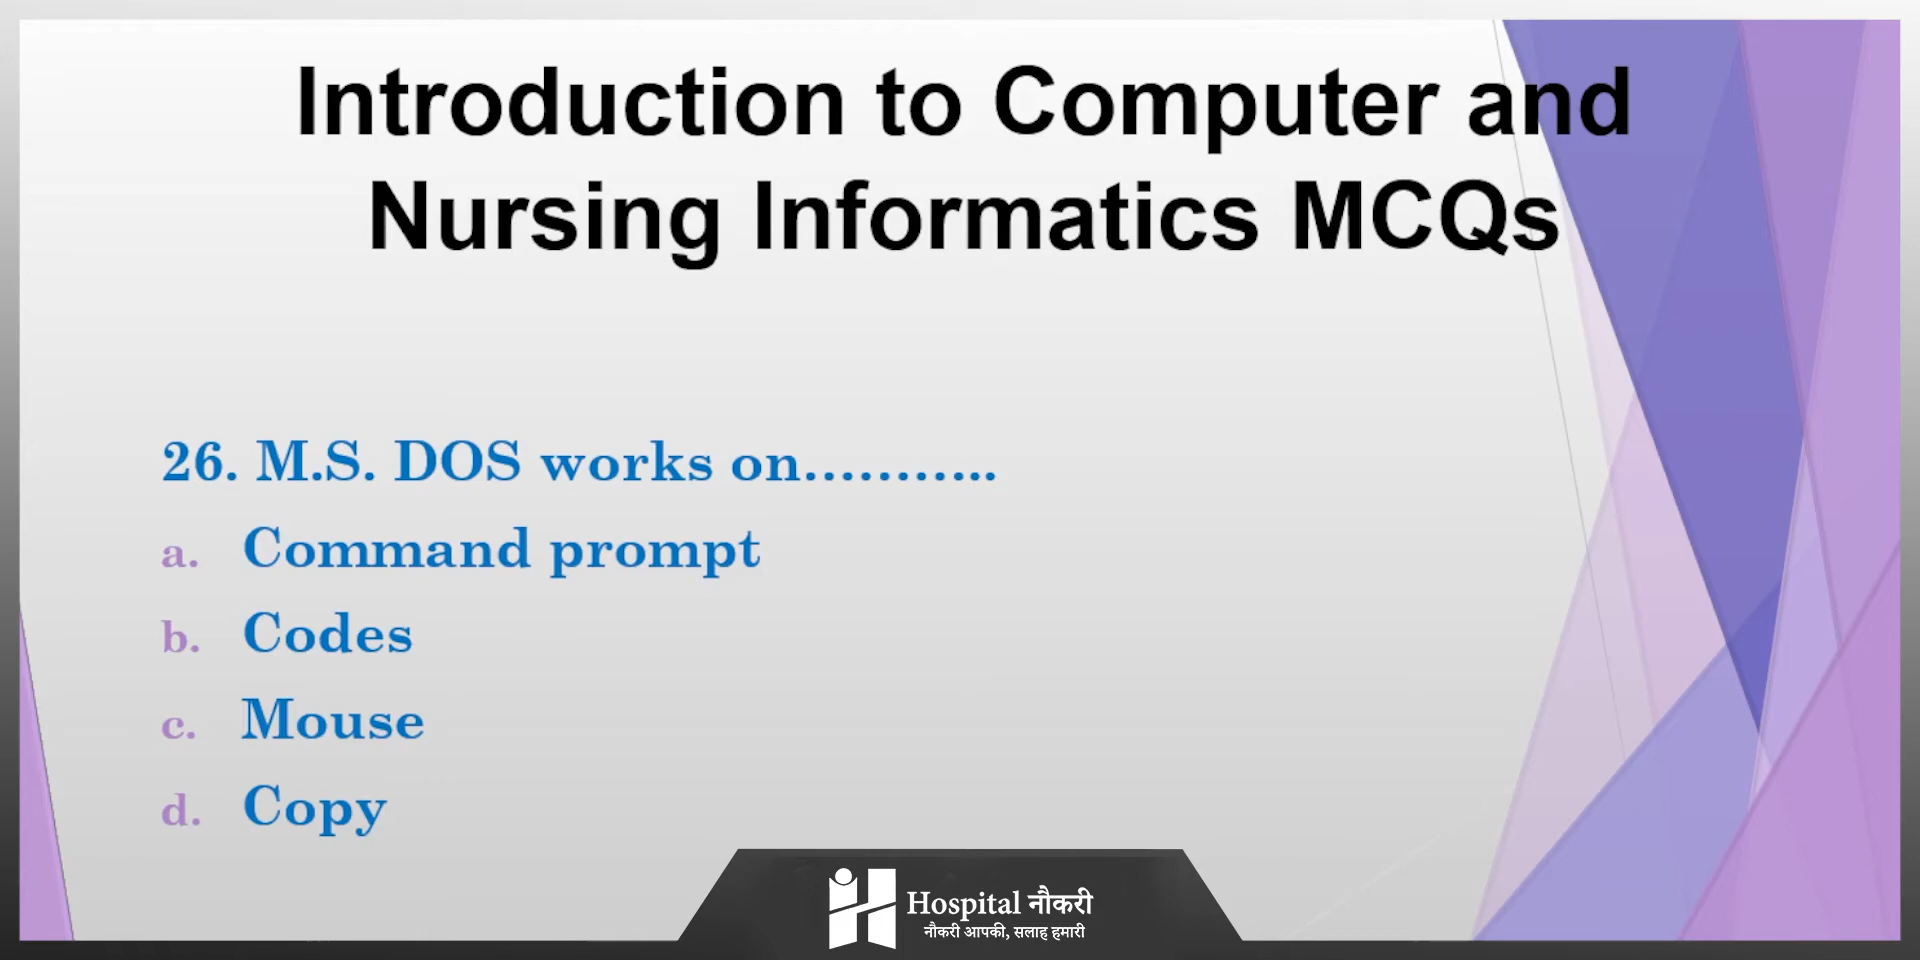 Introduction to Computer and
Nursing Informatics MCQs
26. M.S. DOS works on………..
a. Command prompt
b. Codes
c. Mouse
d. Copy
Hospital नौकरी
नौकरी आपकी, सलाह हमारी